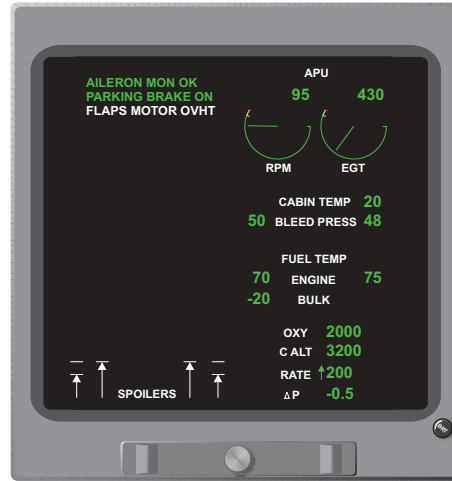 AILERON MON OK
PARKING BRAKE ON
FLAPS MOTOR OVHT
APU
95 430
RPM EGT
CABIN TEMP 20
50 BLEED PRESS 48
FUEL TEMP
70 ENGINE 75
-20 BULK
OXY 2000
C ALT 3200
RATE ↑200
Δ P -0.5
SPOILERS
BRT